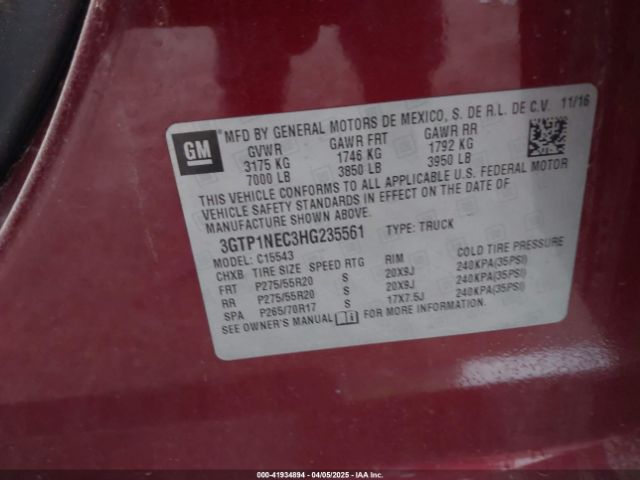 GM
MFD BY GENERAL MOTORS DE MEXICO, S. DE R.L. DE C.V. 11/16
GVWR GAWR FRT GAWR RR
3175 KG 1746 KG 1792 KG
7000 LB 3850 LB 3950 LB
THIS VEHICLE CONFORMS TO ALL APPLICABLE U.S. FEDERAL MOTOR
VEHICLE SAFETY STANDARDS IN EFFECT ON THE DATE OF
MANUFACTURE SHOWN ABOVE.
3GTP1NEC3HG235561 TYPE: TRUCK
MODEL: C15543
CHXB TIRE SIZE SPEED RTG RIM COLD TIRE PRESSURE
FRT P275/55R20 S 20X9J 240KPA(35PSI)
RR P275/55R20 S 20X9J 240KPA(35PSI)
SPA P265/70R17 S 17X7.5J 240KPA(35PSI)
SEE OWNER'S MANUAL FOR MORE INFORMATION.
000-41934894 - 04/05/2025 - IAAI.com